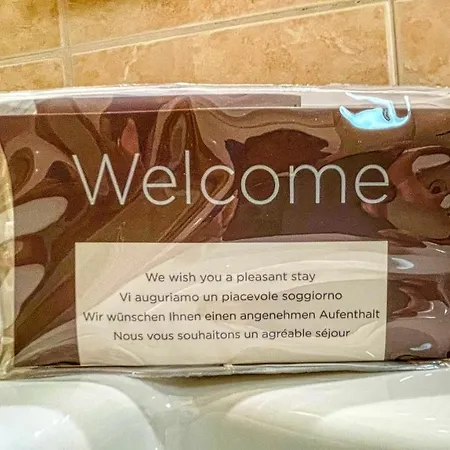 Welcome
We wish you a pleasant stay
Vi auguriamo un piacevole soggiorno
Wir wünschen Ihnen einen angenehmen Aufenthalt
Nous vous souhaitons un agréable séjour